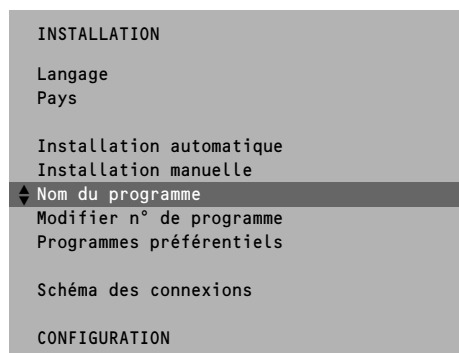 INSTALLATION
Langage
Pays
Installation automatique
Installation manuelle
Nom du programme
Modifier n° de programme
Programmes préférentiels
Schéma des connexions
CONFIGURATION